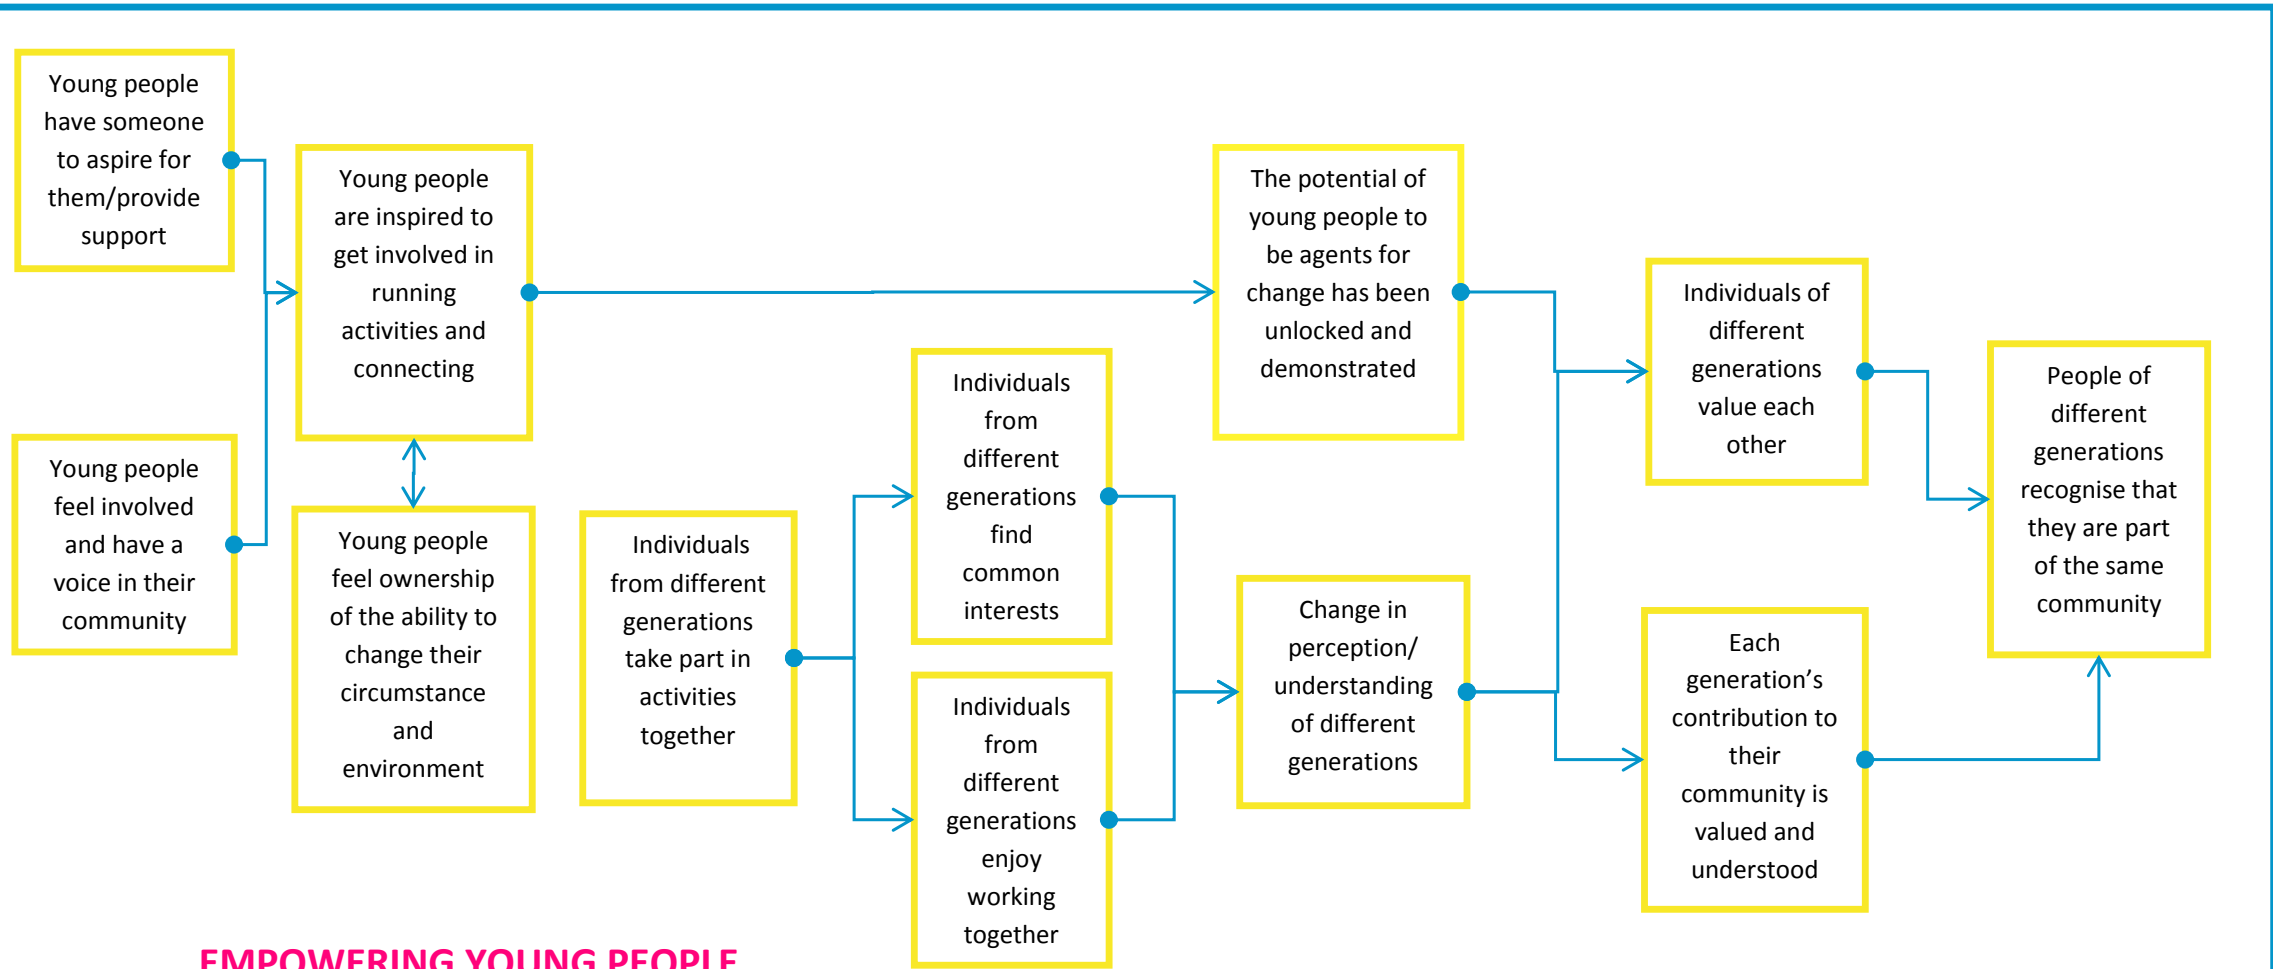 Young people
have someone
to aspire for
them/provide
support
Young people
feel involved
and have a
voice in their
community
Young people
are inspired to
get involved in
running
activities and
connecting
Young people
feel ownership
of the ability to
change their
circumstance
and
environment
Individuals
from different
generations
take part in
activities
together
Individuals
from
different
generations
find
common
interests
Individuals
from
different
generations
enjoy
working
together
The potential of
young people to
be agents for
change has been
unlocked and
demonstrated
Change in
perception/
understanding
of different
generations
Individuals of
different
generations
value each
other
Each
generation’s
contribution to
their
community is
valued and
understood
People of
different
generations
recognise that
they are part
of the same
community
EMPOWERING YOUNG PEOPLE